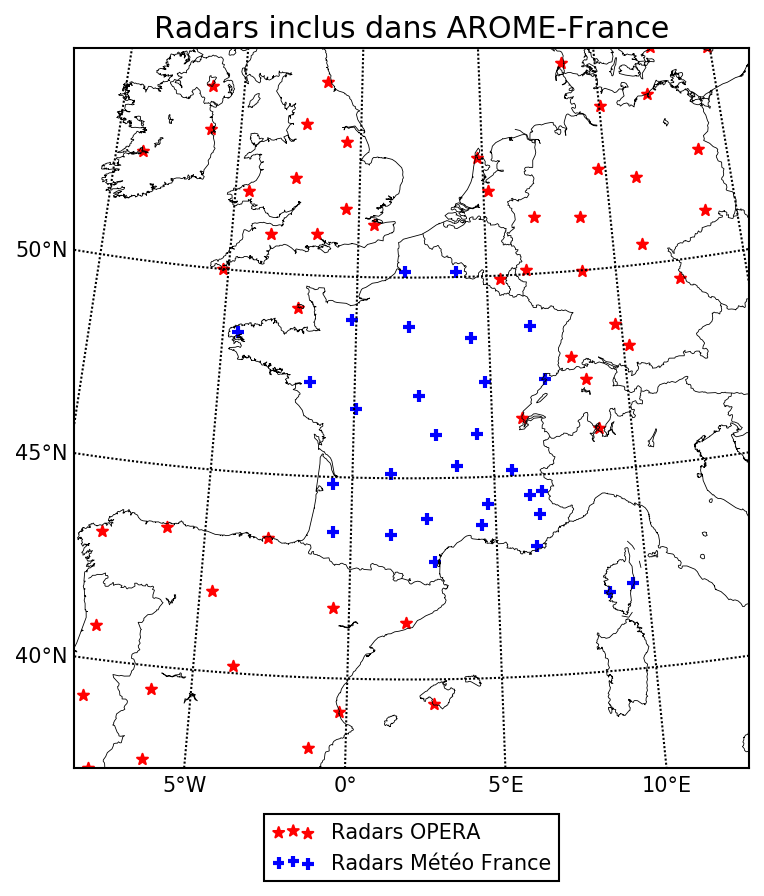 Radars inclus dans AROME-France
50°N
45°N
40°N
5°W 0° 5°E 10°E
Radars OPERA
Radars Météo France